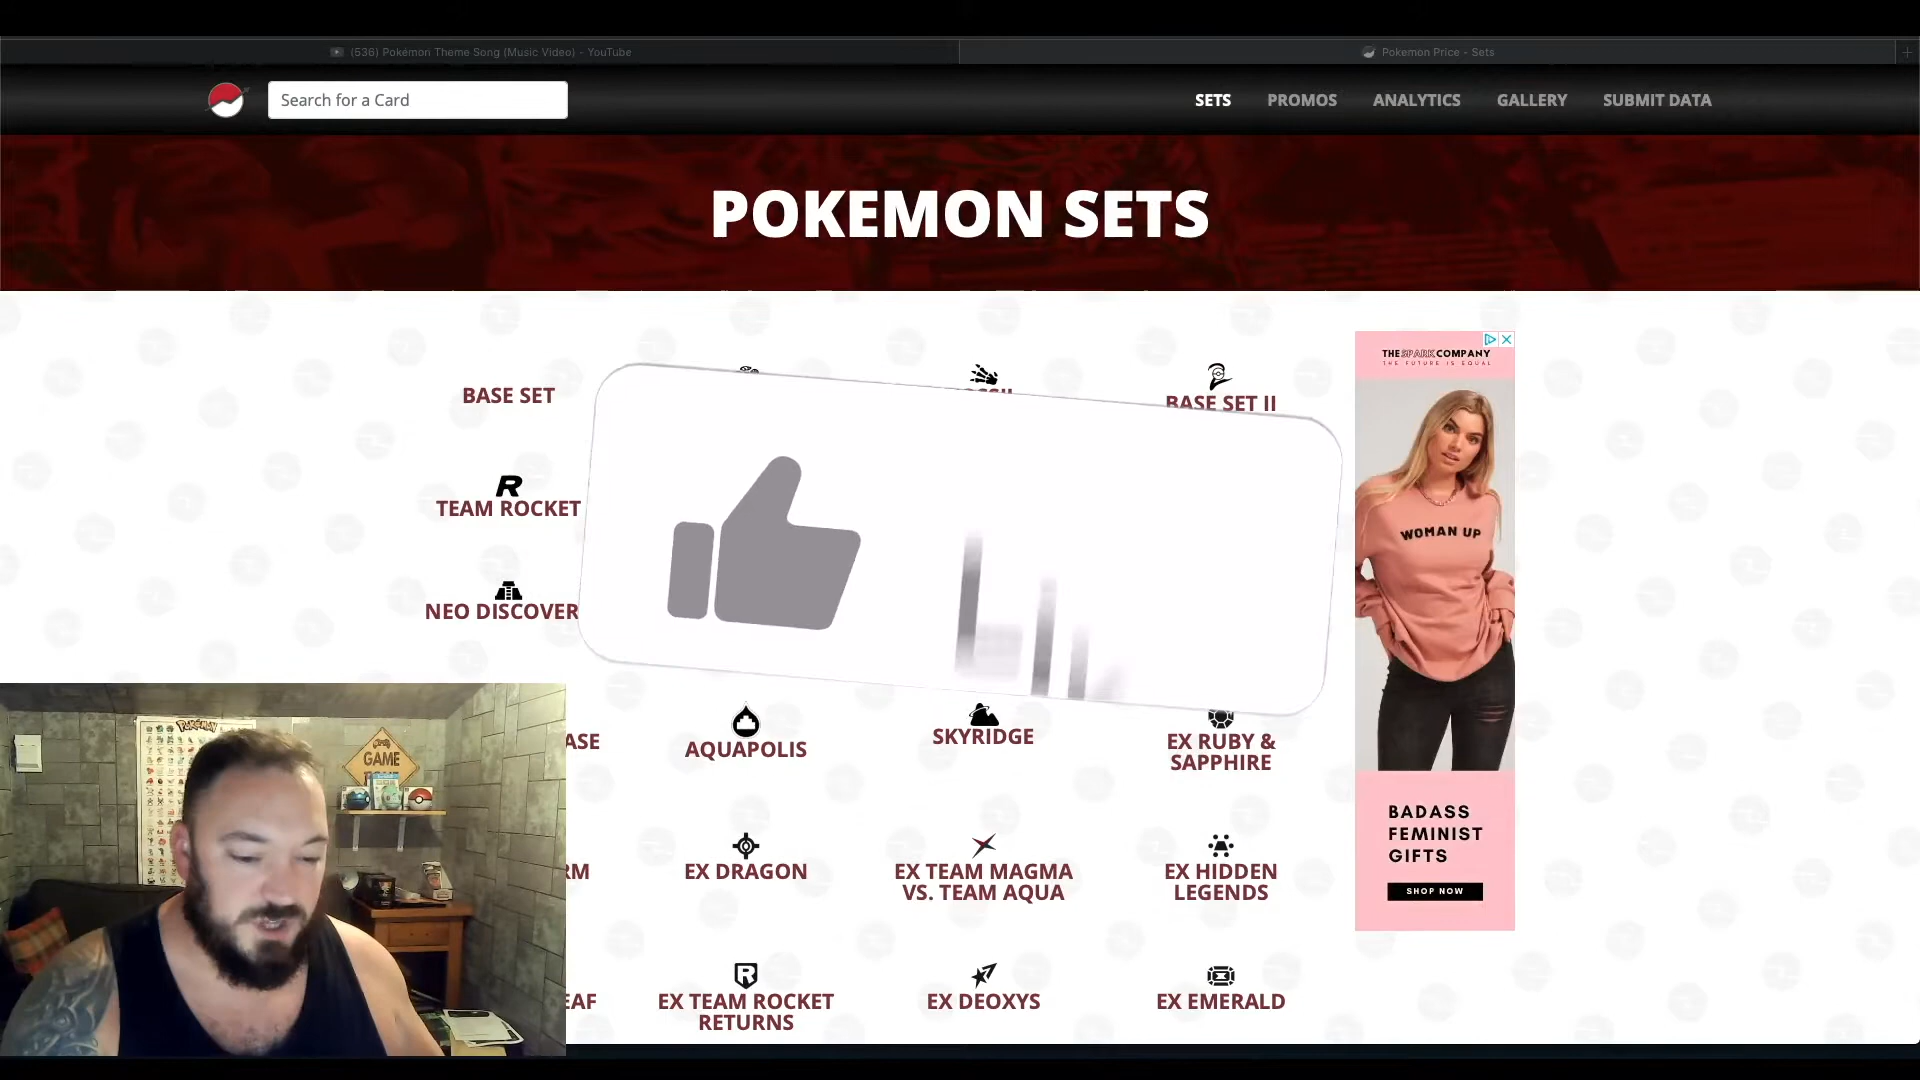 (536) Pokémon Theme Song (Music Video) - YouTube
Pokemon Price - Sets
Search for a Card
SETS
PROMOS
ANALYTICS
GALLERY
SUBMIT DATA
POKEMON SETS
BASE SET
BASE SET II
R
TEAM ROCKET
NEO DISCOVER
ASE
AQUAPOLIS
SKYRIDGE
EX RUBY &
SAPPHIRE
RM
EX DRAGON
EX TEAM MAGMA
VS. TEAM AQUA
EX HIDDEN
LEGENDS
EAF
R
EX TEAM ROCKET
RETURNS
EX DEOXYS
EX EMERALD
THE SPARK COMPANY
THE FUTURE IS EQUAL
WOMAN UP
BADASS
FEMINIST
GIFTS
SHOP NOW
POKéMON
GAME